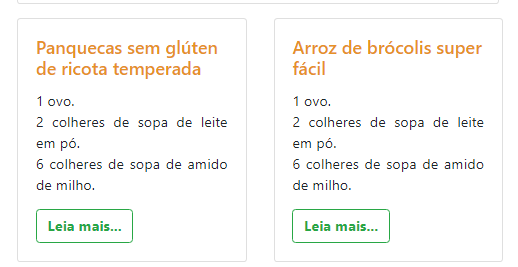 Panquecas sem glúten
de ricota temperada
1 ovo.
2 colheres de sopa de leite
em pó.
6 colheres de sopa de amido
de milho.
Leia mais...
Arroz de brócolis super
fácil
1 ovo.
2 colheres de sopa de leite
em pó.
6 colheres de sopa de amido
de milho.
Leia mais...